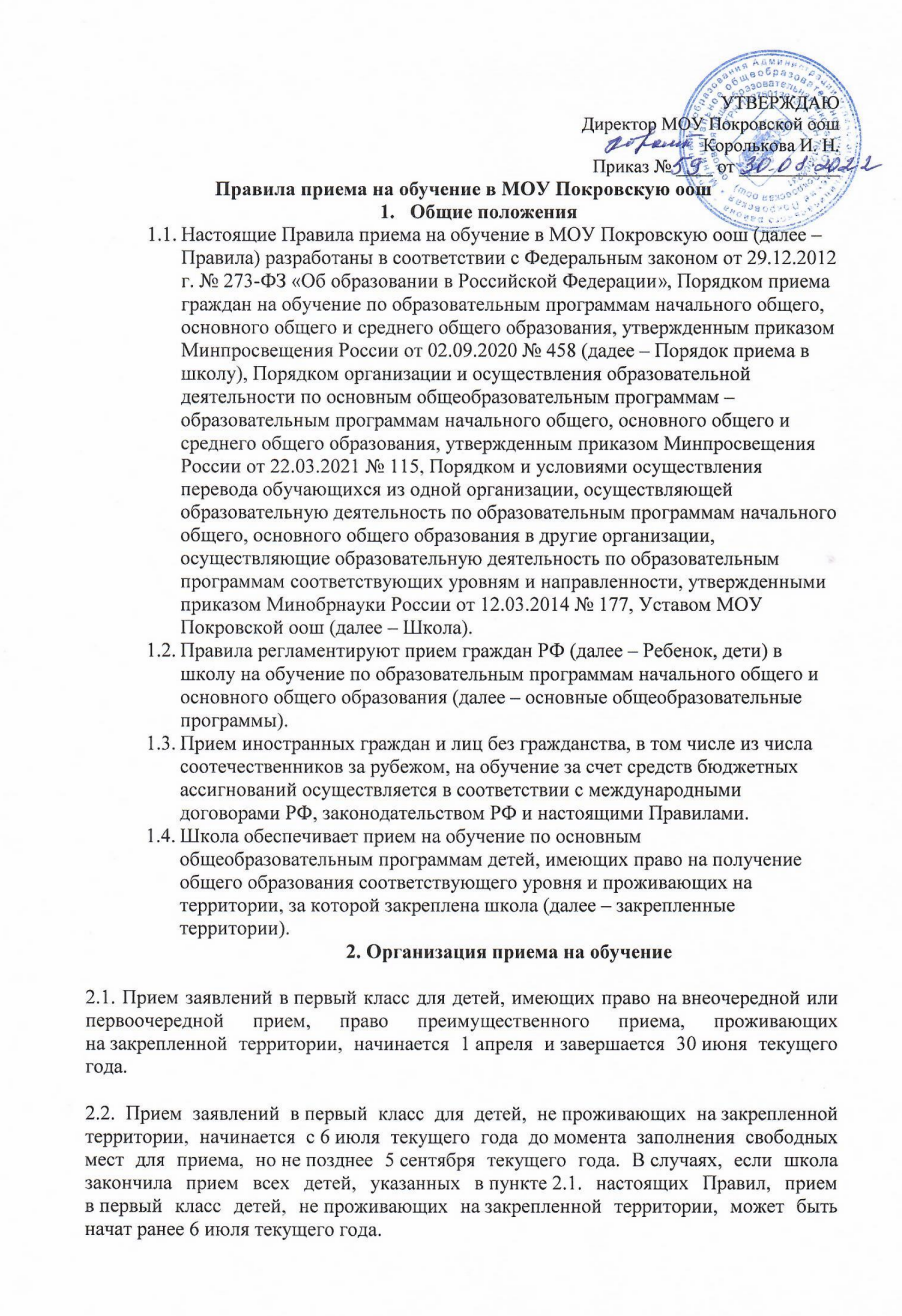 УТВЕРЖДАЮ
Директор МОУ Покровской оош
Королькова И. Н.
Приказ № 59 от 30.08.2022
Правила приема на обучение в МОУ Покровскую оош
1. Общие положения
1.1. Настоящие Правила приема на обучение в МОУ Покровскую оош (далее –
Правила) разработаны в соответствии с Федеральным законом от 29.12.2012
г. № 273-ФЗ «Об образовании в Российской Федерации», Порядком приема
граждан на обучение по образовательным программам начального общего,
основного общего и среднего общего образования, утвержденным приказом
Минпросвещения России от 02.09.2020 № 458 (дадее – Порядок приема в
школу), Порядком организации и осуществления образовательной
деятельности по основным общеобразовательным программам –
образовательным программам начального общего, основного общего и
среднего общего образования, утвержденным приказом Минпросвещения
России от 22.03.2021 № 115, Порядком и условиями осуществления
перевода обучающихся из одной организации, осуществляющей
образовательную деятельность по образовательным программам начального
общего, основного общего образования в другие организации,
осуществляющие образовательную деятельность по образовательным
программам соответствующих уровням и направленности, утвержденными
приказом Минобрнауки России от 12.03.2014 № 177, Уставом МОУ
Покровской оош (далее – Школа).
1.2. Правила регламентируют прием граждан РФ (далее – Ребенок, дети) в
школу на обучение по образовательным программам начального общего и
основного общего образования (далее – основные общеобразовательные
программы).
1.3. Прием иностранных граждан и лиц без гражданства, в том числе из числа
соотечественников за рубежом, на обучение за счет средств бюджетных
ассигнований осуществляется в соответствии с международными
договорами РФ, законодательством РФ и настоящими Правилами.
1.4. Школа обеспечивает прием на обучение по основным
общеобразовательным программам детей, имеющих право на получение
общего образования соответствующего уровня и проживающих на
территории, за которой закреплена школа (далее – закрепленные
территории).
2. Организация приема на обучение
2.1. Прием заявлений в первый класс для детей, имеющих право на внеочередной или
первоочередной прием, право преимущественного приема, проживающих
на закрепленной территории, начинается 1 апреля и завершается 30 июня текущего
года.
2.2. Прием заявлений в первый класс для детей, не проживающих на закрепленной
территории, начинается с 6 июля текущего года до момента заполнения свободных
мест для приема, но не позднее 5 сентября текущего года. В случаях, если школа
закончила прием всех детей, указанных в пункте 2.1. настоящих Правил, прием
в первый класс детей, не проживающих на закрепленной территории, может быть
начат ранее 6 июля текущего года.